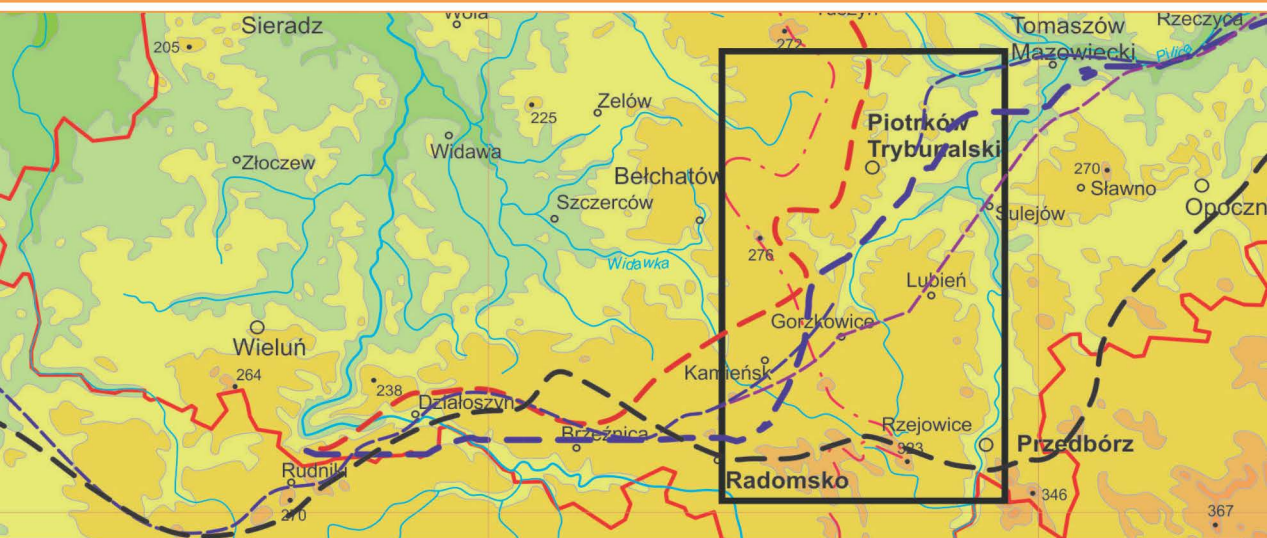 Sieradz
Wola
Tuszyn
Tomaszów
Mazowiecki
Rzeczyca
205
272
Pilica
225
Zelów
Piotrków
Trybunalski
Widawa
Złoczew
Bełchatów
270
Sławno
Szczerców
Sulejów
Opoczn
276
Widawka
Lubień
Gorzkowice
Wieluń
Kamieńsk
264
238
Działoszyn
Brzeźnica
Rzejowice
323
Przedbórz
Rudniki
Radomsko
270
346
367